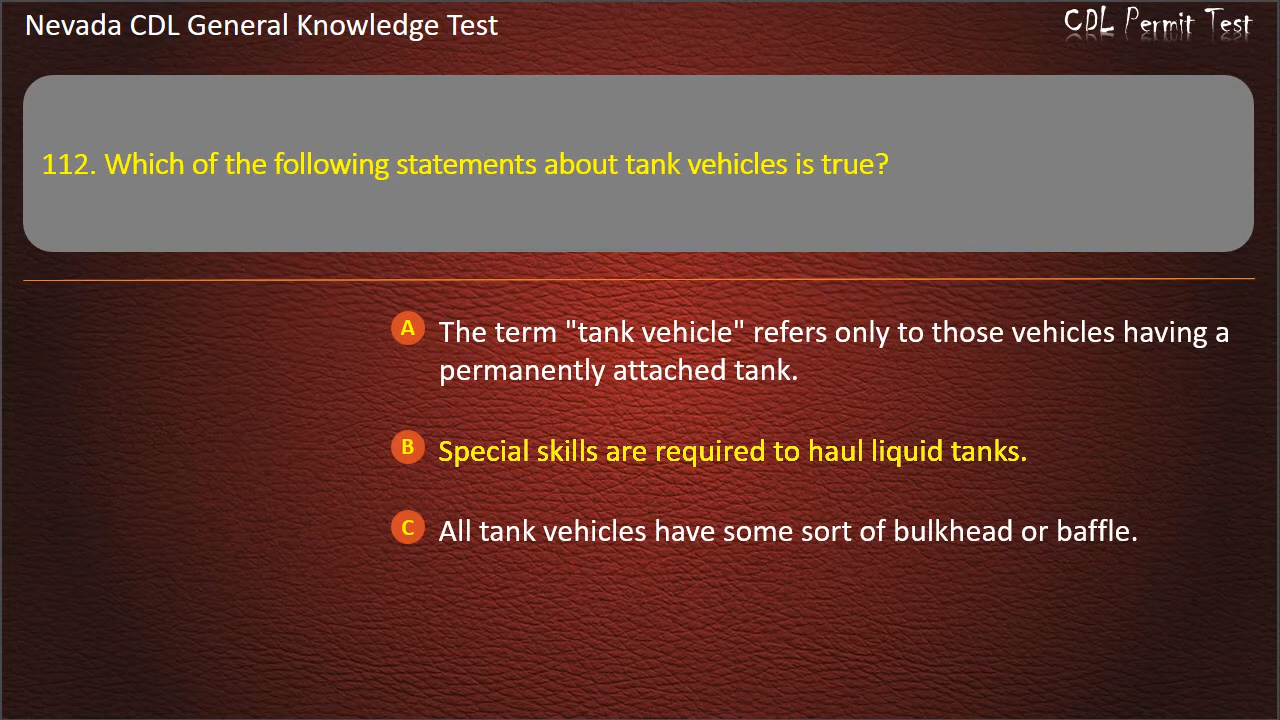 Nevada CDL General Knowledge Test
CDL Permit Test
112. Which of the following statements about tank vehicles is true?
A The term "tank vehicle" refers only to those vehicles having a
permanently attached tank.
B Special skills are required to haul liquid tanks.
C All tank vehicles have some sort of bulkhead or baffle.